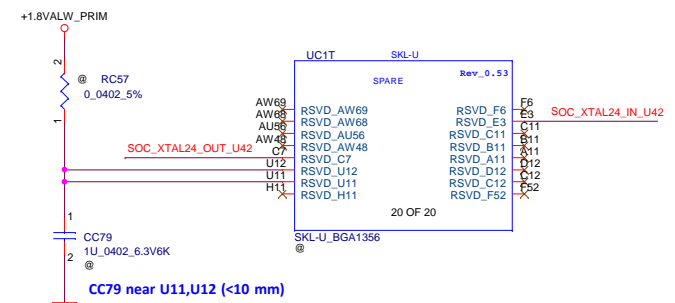 +1.8VALW_PRIM
2
@ RC57
0_0402_5%
1
UC1T SKL-U
SPARE
Rev_0.53
AW69 RSVD_AW69 RSVD_F6 F6
AW68 RSVD_AW68 RSVD_E3 E3 SOC_XTAL24_IN_U42
AU56 RSVD_AU56 RSVD_C11 C11
AW48 RSVD_AW48 RSVD_B11 B11
SOC_XTAL24_OUT_U42 C7 RSVD_C7 RSVD_A11 A11
U12 RSVD_U12 RSVD_D12 D12
U11 RSVD_U11 RSVD_C12 C12
H11 RSVD_H11 RSVD_F52 F52
20 OF 20
SKL-U_BGA1356
@
1
CC79
1U_0402_6.3V6K
2
@
CC79 near U11,U12 (<10 mm)